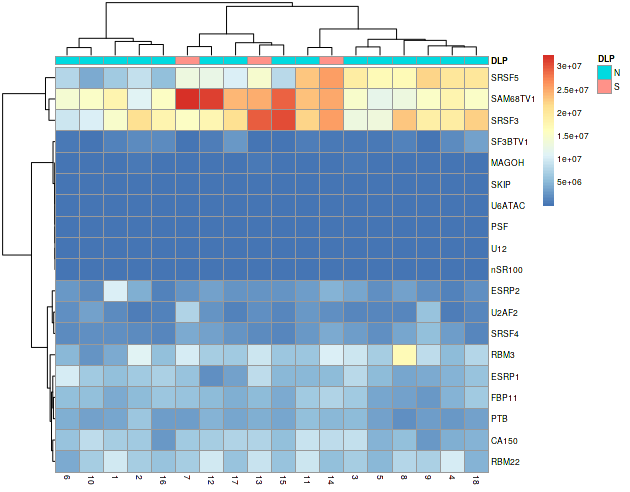 DLP
SRSF5
SAM68TV1
SRSF3
SF3BTV1
MAGOH
SKIP
U6ATAC
PSF
U12
nSR100
ESRP2
U2AF2
SRSF4
RBM3
ESRP1
FBP11
PTB
CA150
RBM22
6 10 1 2 16 7 12 17 13 15 11 14 3 5 8 9 4 18
3e+07
2.5e+07
2e+07
1.5e+07
1e+07
5e+06
DLP
N
S